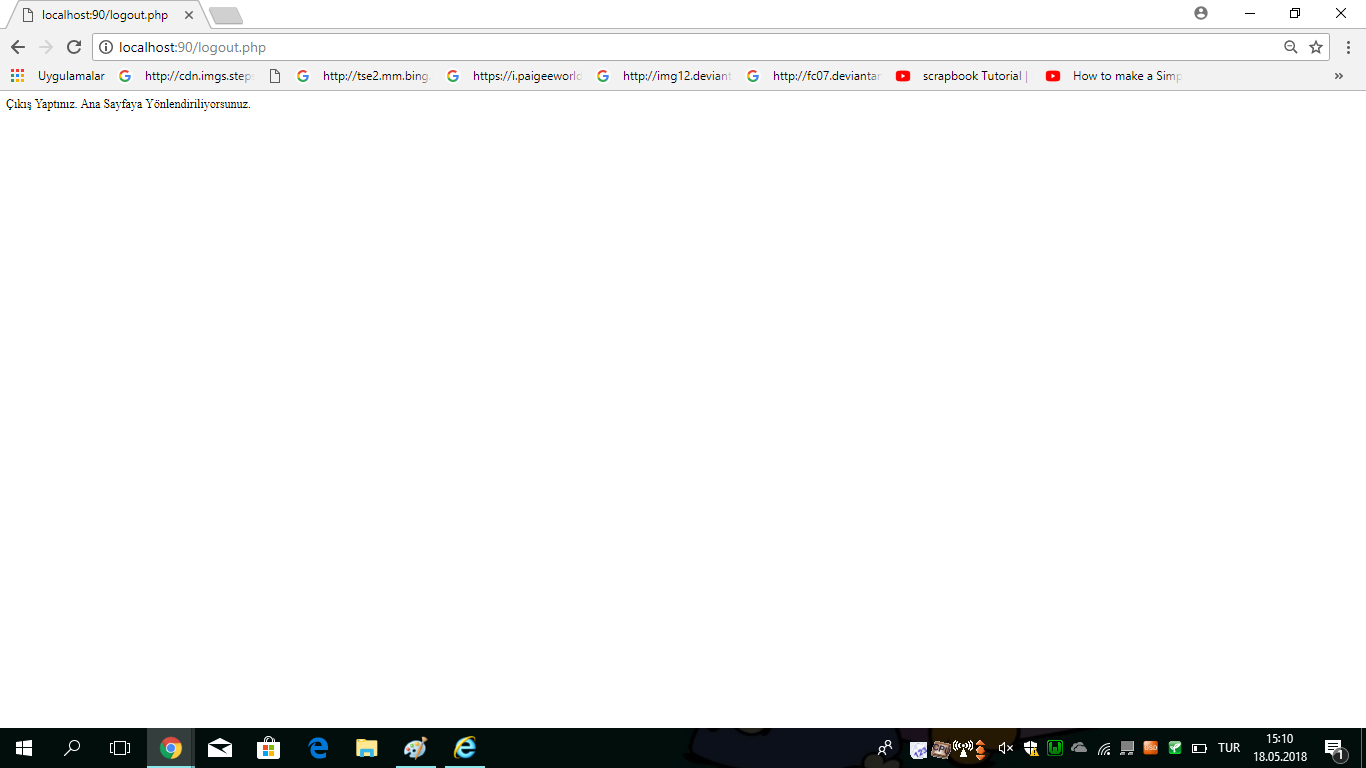 localhost:90/logout.php
localhost:90/logout.php
Uygulamalar http://cdn.imgs.steps http://tse2.mm.bing. https://i.paigeeworld http://img12.deviant http://fc07.deviantar scrapbook Tutorial | How to make a Simp
Çıkış Yaptınız. Ana Sayfaya Yönlendiriliyorsunuz.
TUR
15:10
18.05.2018
1